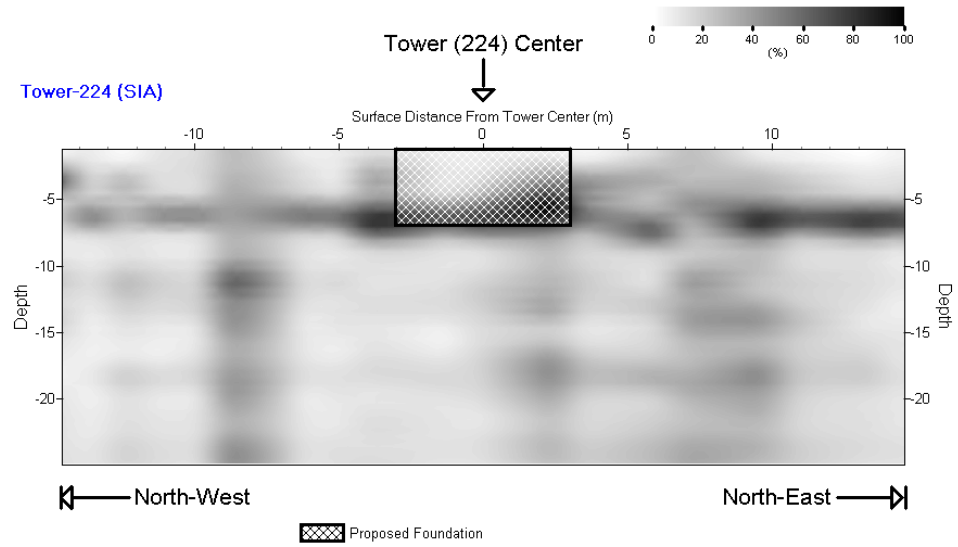 0 20 40 60 80 100
(%)
Tower (224) Center
Tower-224 (SIA)
Surface Distance From Tower Center (m)
-10 -5 0 5 10
-5 -5
-10 -10
Depth Depth
-15 -15
-20 -20
North-West North-East
Proposed Foundation